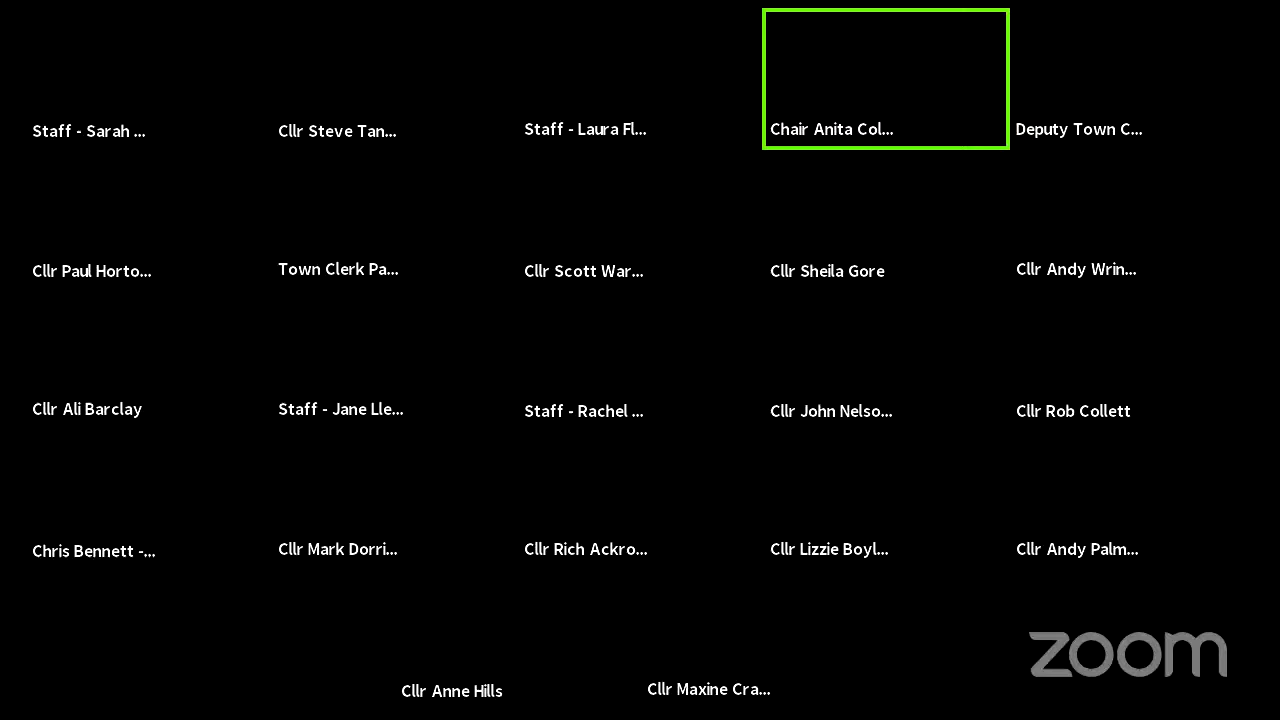 Staff - Sarah ...
Cllr Steve Tan...
Staff - Laura Fl...
Chair Anita Col...
Deputy Town C...
Cllr Paul Horto...
Town Clerk Pa...
Cllr Scott War...
Cllr Sheila Gore
Cllr Andy Wrin...
Cllr Ali Barclay
Staff - Jane Lle...
Staff - Rachel ...
Cllr John Nelso...
Cllr Rob Collett
Chris Bennett -...
Cllr Mark Dorri...
Cllr Rich Ackro...
Cllr Lizzie Boyl...
Cllr Andy Palm...
Cllr Anne Hills
Cllr Maxine Cra...
zoom